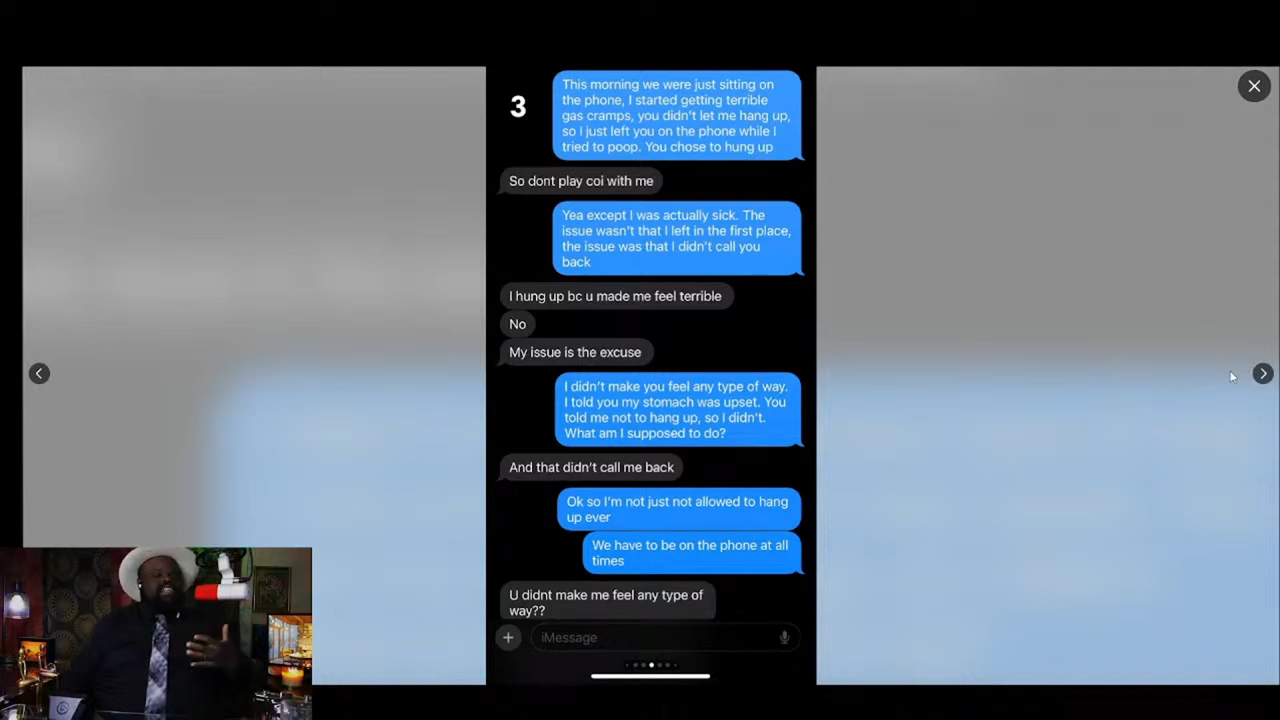 3
This morning we were just sitting on
the phone, I started getting terrible
gas cramps, you didn't let me hang up,
so I just left you on the phone while I
tried to poop. You chose to hung up
So dont play coi with me
Yea except I was actually sick. The
issue wasn't that I left in the first place,
the issue was that I didn't call you
back
I hung up bc u made me feel terrible
No
My issue is the excuse
I didn't make you feel any type of way.
I told you my stomach was upset. You
told me not to hang up, so I didn't.
What am I supposed to do?
And that didn't call me back
Ok so I'm not just not allowed to hang
up ever
We have to be on the phone at all
times
U didnt make me feel any type of
way??
iMessage